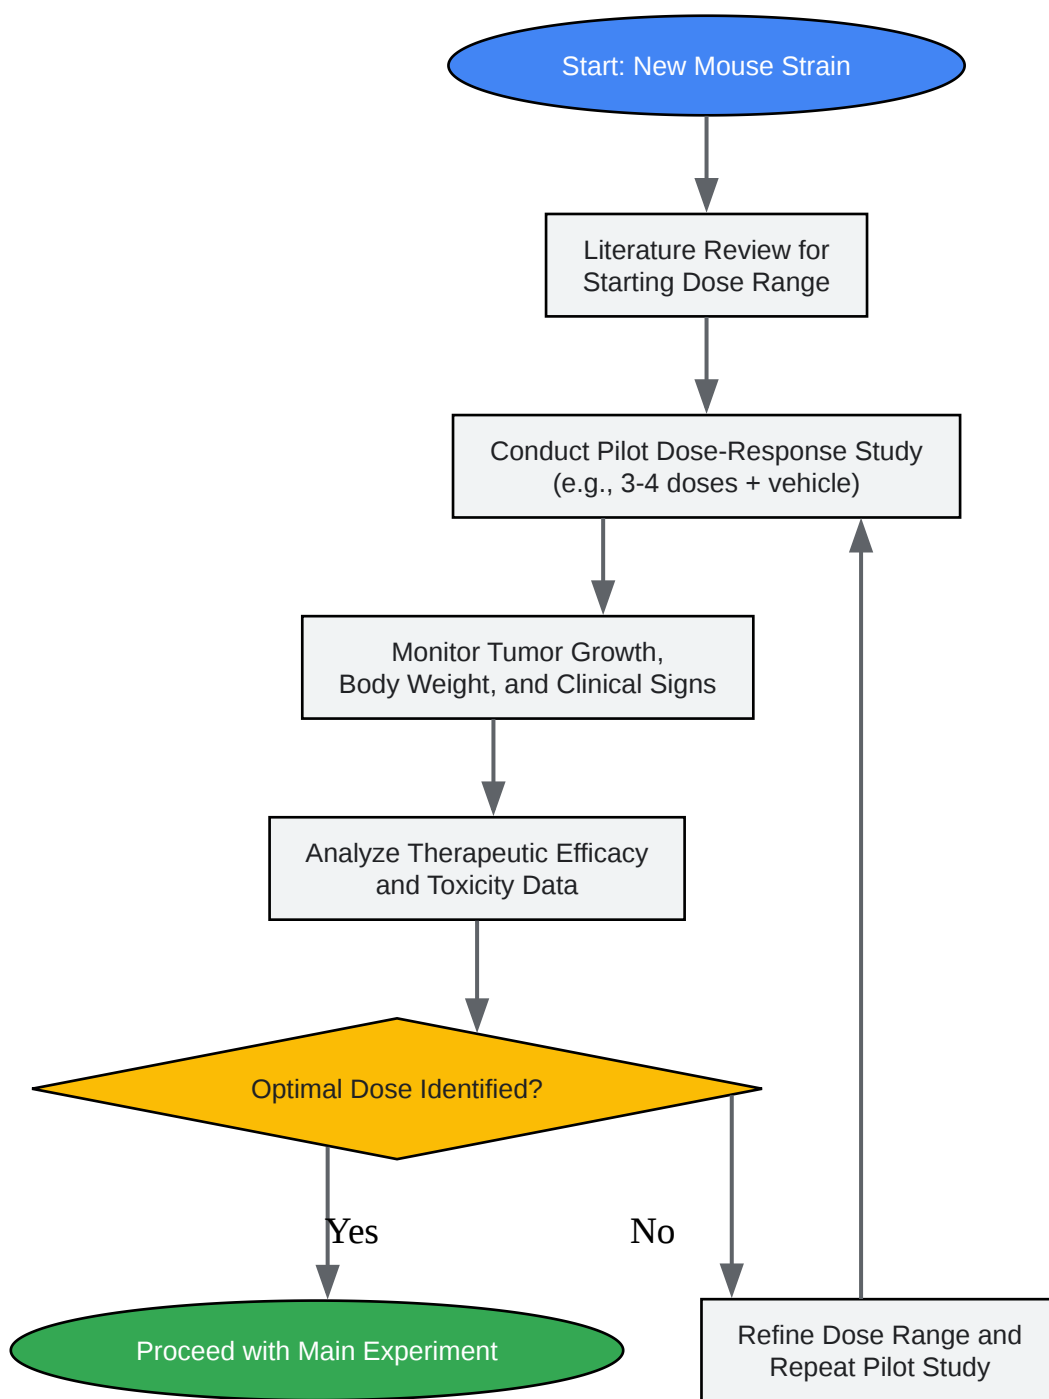 Start: New Mouse Strain
Literature Review for
Starting Dose Range
Conduct Pilot Dose-Response Study
(e.g., 3-4 doses + vehicle)
Monitor Tumor Growth,
Body Weight, and Clinical Signs
Analyze Therapeutic Efficacy
and Toxicity Data
Optimal Dose Identified?
Yes
No
Proceed with Main Experiment
Refine Dose Range and
Repeat Pilot Study